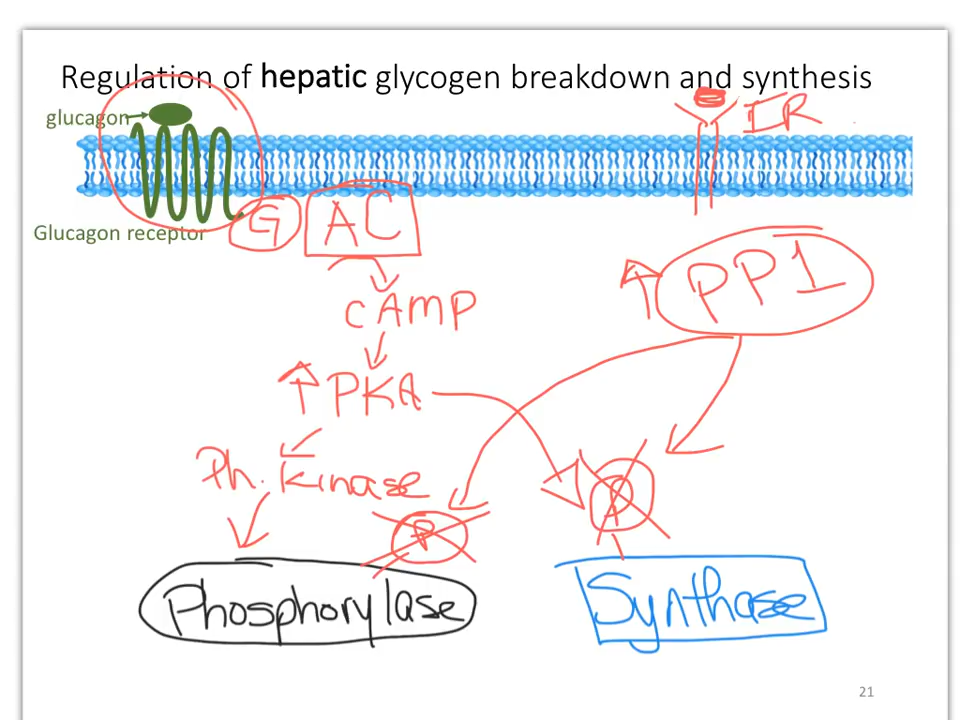 Regulation of hepatic glycogen breakdown and synthesis
glucagon
IR
Glucagon receptor
G
AC
PP1
cAMP
PKA
Ph. Kinase
P
P
Phosphorylase
Synthase
21